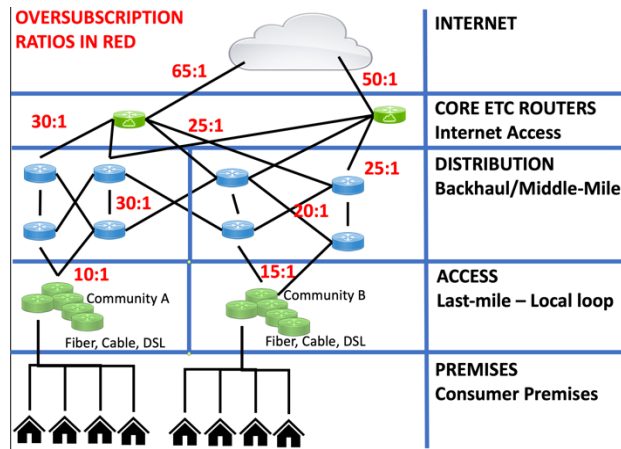 OVERSUBSCRIPTION
RATIOS IN RED
INTERNET
65:1
50:1
CORE ETC ROUTERS
Internet Access
30:1
25:1
DISTRIBUTION
Backhaul/Middle-Mile
25:1
30:1
20:1
ACCESS
Last-mile – Local loop
10:1
15:1
Community A
Community B
Fiber, Cable, DSL
Fiber, Cable, DSL
PREMISES
Consumer Premises